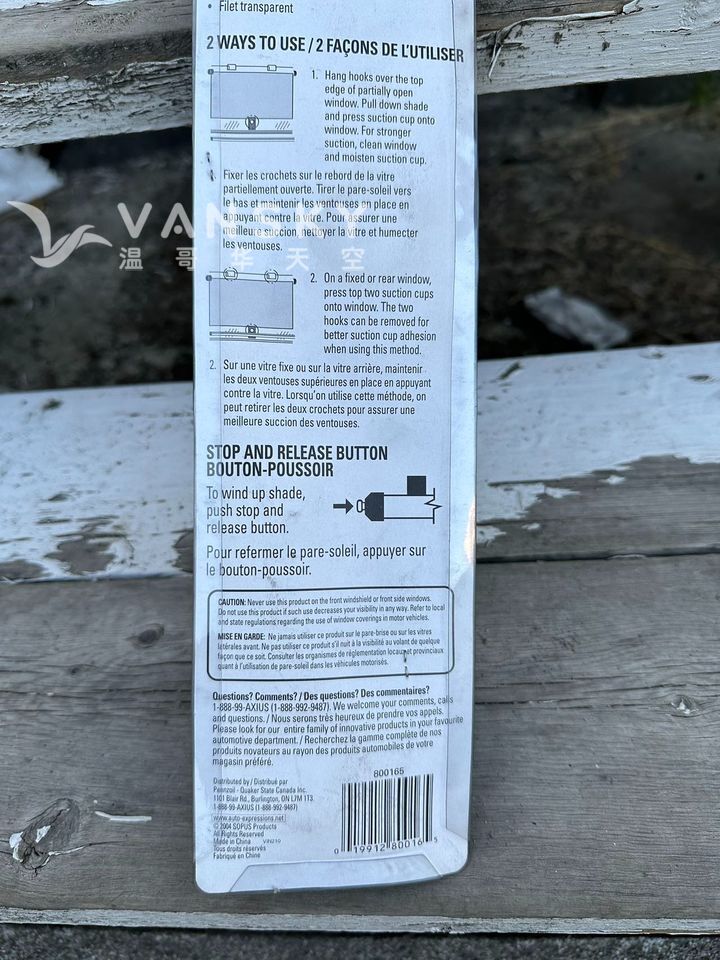 • Filet transparent
2 WAYS TO USE / 2 FAÇONS DE L'UTILISER
1. Hang hooks over the top
edge of partially open
window. Pull down shade
and press suction cup onto
window. For stronger
suction, clean window
and moisten suction cup.
Fixer les crochets sur le rebord de la vitre
partiellement ouverte. Tirer le pare-soleil vers
le bas et maintenir les ventouses en place en
appuyant contre la vitre. Pour assurer une
meilleure succion, nettoyer la vitre et humecter
les ventouses.
VANSKY
温哥华天空
2. On a fixed or rear window,
press top two suction cups
onto window. The two
hooks can be removed for
better suction cup adhesion
when using this method.
2. Sur une vitre fixe ou sur la vitre arrière, maintenir
les deux ventouses supérieures en place en appuyant
contre la vitre. Lorsqu'on utilise cette méthode, on
peut retirer les deux crochets pour assurer une
meilleure succion des ventouses.
STOP AND RELEASE BUTTON
BOUTON-POUSSOIR
To wind up shade,
push stop and
release button.
Pour refermer le pare-soleil, appuyer sur
le bouton-poussoir.
CAUTION: Never use this product on the front windshield or front side windows.
Do not use this product if such use decreases your visibility in any way. Refer to local
and state regulations regarding the use of window coverings in motor vehicles.
MISE EN GARDE: Ne jamais utiliser ce produit sur le pare-brise ou sur les vitres
latérales avant. Ne pas utiliser ce produit s'il nuit à la visibilité au volant de quelque
façon que ce soit. Consulter les organismes de réglementation locaux et provinciaux
quant à l'utilisation de pare-soleil dans les véhicules motorisés.
Questions? Comments? / Des questions? Des commentaires?
1-888-99-AXIUS (1-888-992-9487). We welcome your comments, calls
and questions. / Nous serons très heureux de prendre vos appels.
Please look for our entire family of innovative products in your favourite
automotive department. / Recherchez la gamme complète de nos
produits novateurs au rayon des produits automobiles de votre
magasin préféré.
Distributed by / Distribué par
Pennzoil - Quaker State Canada Inc.
1101 Blair Rd., Burlington, ON L7M 1T3
1-888-99-AXIUS (1-888-992-9487)
www.auto-expressions.net
© 2004 SOPUS Products
All Rights Reserved
Made in China VIN219
Tous droits réservés
Fabriqué en Chine
800165
0 19912 80016 5